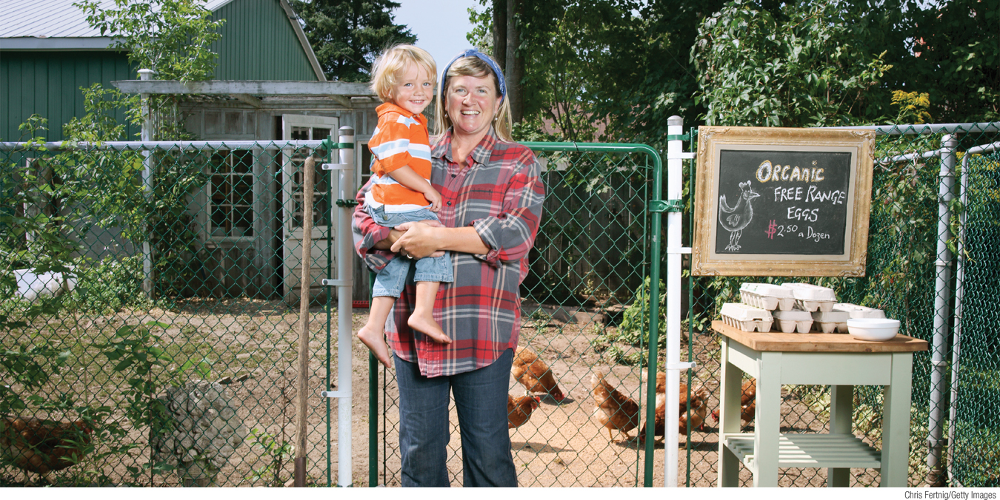 ORGANIC
FREE RANGE
EGGS
$2.50 a Dozen
Chris Fertnig/Getty Images